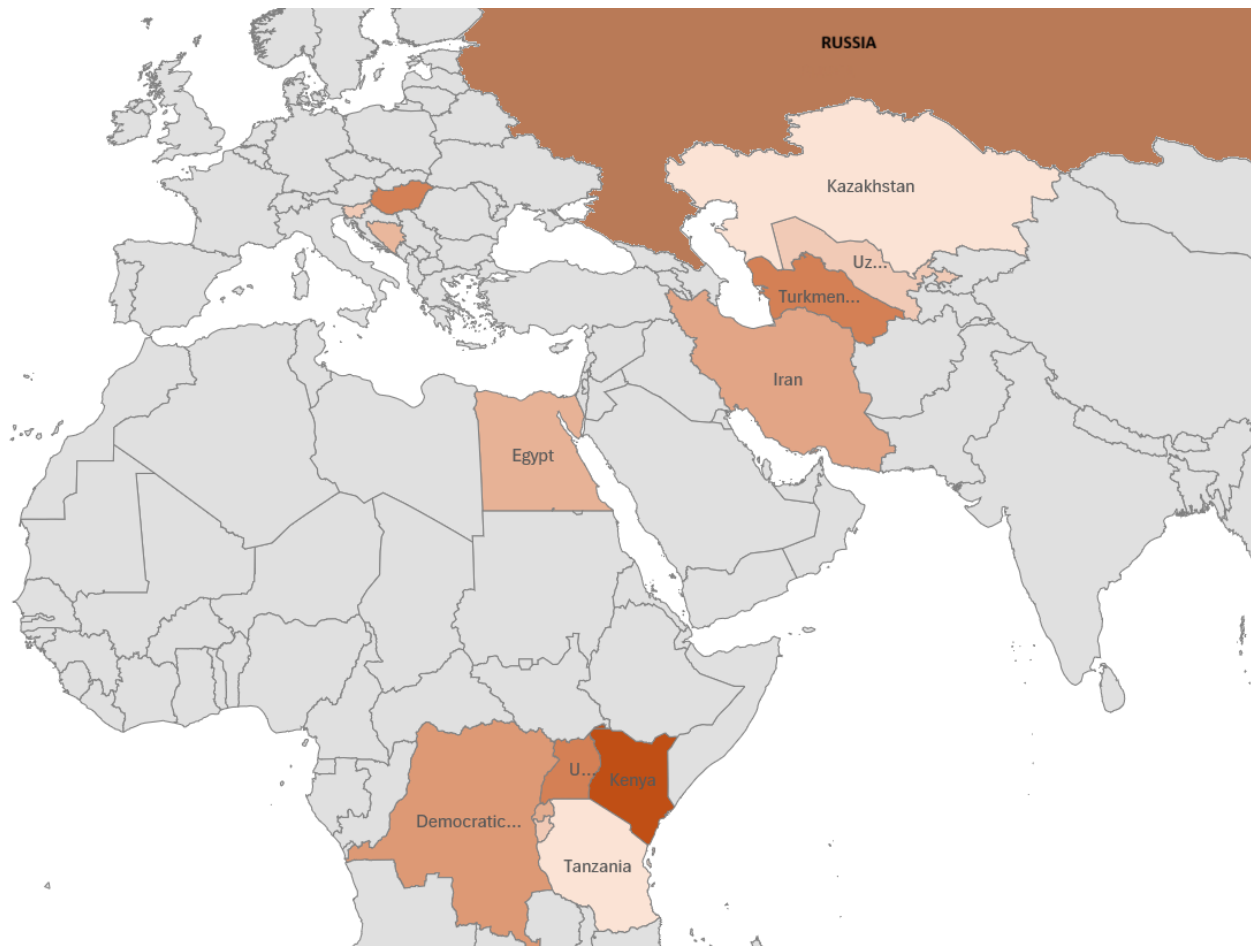 RUSSIA
Kazakhstan
Uz...
Turkmen...
Iran
Egypt
U...
Kenya
Democratic...
Tanzania